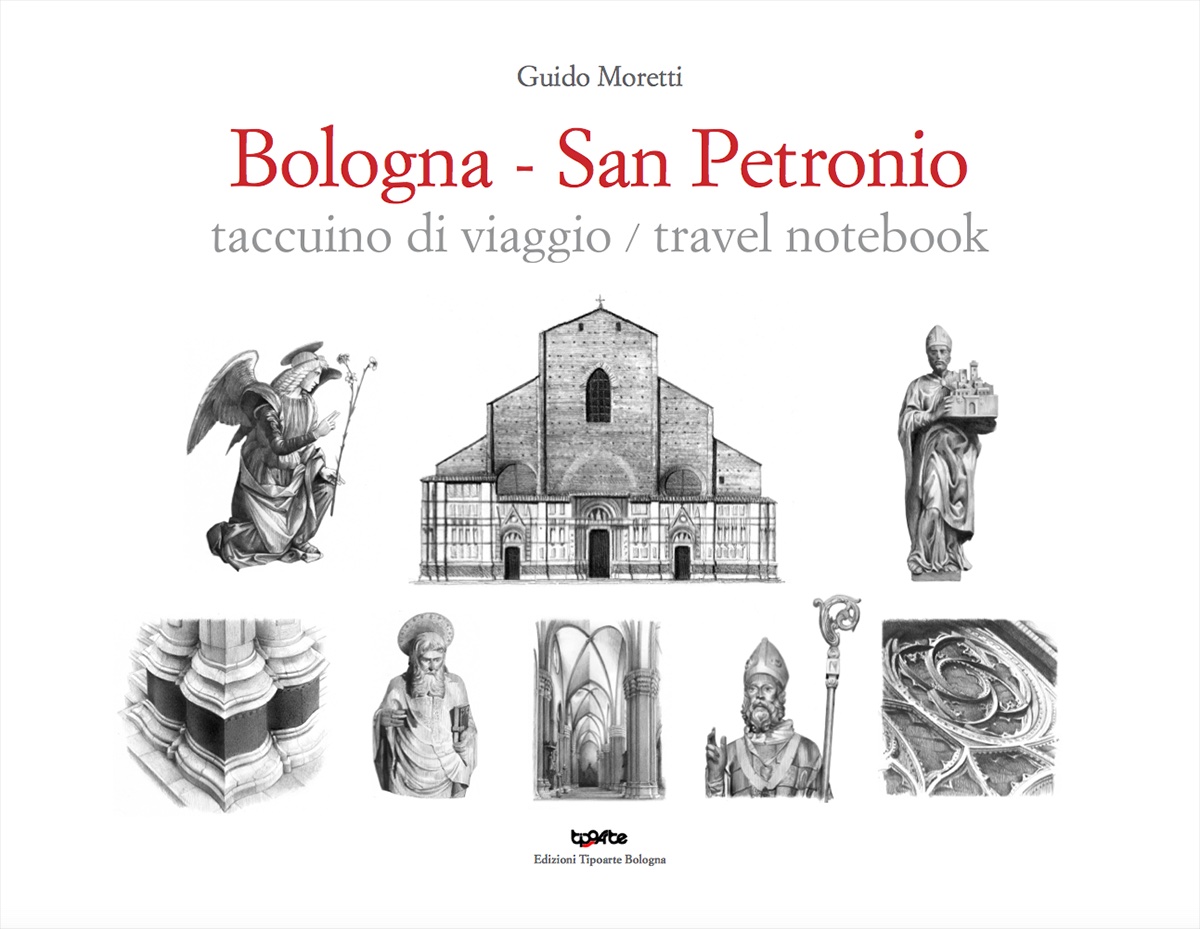 Guido Moretti
Bologna - San Petronio
taccuino di viaggio / travel notebook
tipoarte
Edizioni Tipoarte Bologna